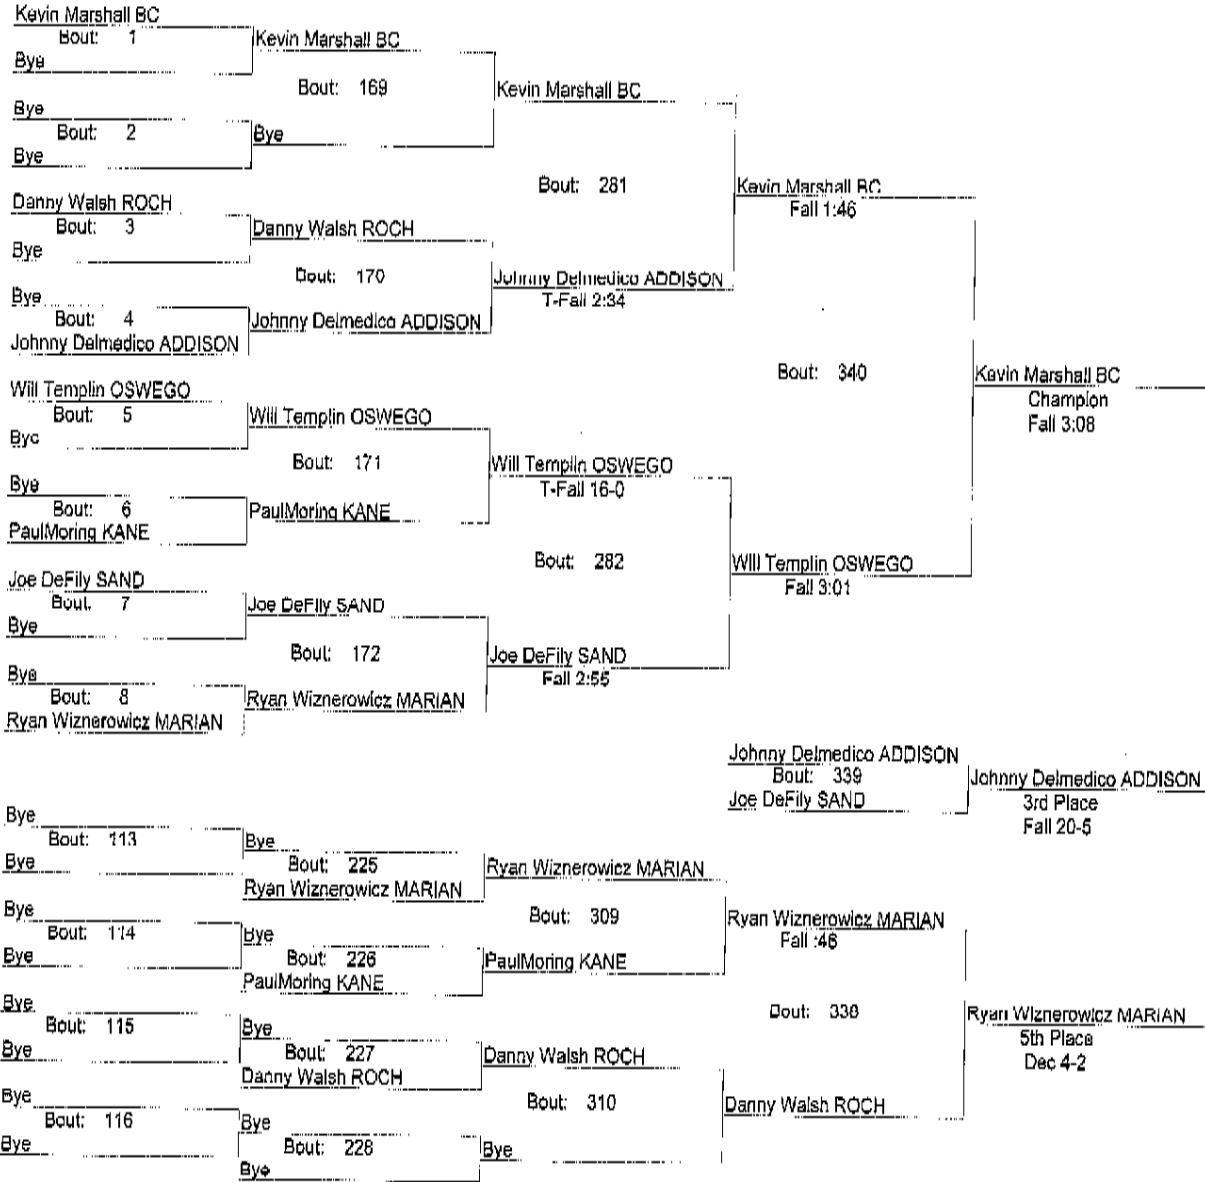 Kevin Marshall BC
Bout: 1
Bye
Kevin Marshall BC
Bout: 169
Kevin Marshall BC
Bye
Bout: 2
Bye
Bye
Bout: 281
Kevin Marshall BC
Fall 1:46
Danny Walsh ROCH
Bout: 3
Bye
Danny Walsh ROCH
Bout: 170
Johnny Delmedico ADDISON
T-Fall 2:34
Bye
Bout: 4
Johnny Delmedico ADDISON
Johnny Delmedico ADDISON
Bout: 340
Kevin Marshall BC
Champion
Fall 3:08
Will Templin OSWEGO
Bout: 5
Bye
Will Templin OSWEGO
Bout: 171
Will Templin OSWEGO
T-Fall 16-0
Bye
Bout: 6
PaulMoring KANE
PaulMoring KANE
Bout: 282
Will Templin OSWEGO
Fall 3:01
Joe DeFily SAND
Bout: 7
Bye
Joe DeFily SAND
Bout: 172
Joe DeFily SAND
Fall 2:55
Bye
Bout: 8
Ryan Wiznerowicz MARIAN
Ryan Wiznerowicz MARIAN
Johnny Delmedico ADDISON
Bout: 339
Joe DeFily SAND
Johnny Delmedico ADDISON
3rd Place
Fall 20-5
Bye
Bout: 113
Bye
Bye
Bout: 225
Ryan Wiznerowicz MARIAN
Ryan Wiznerowicz MARIAN
Bye
Bout: 114
Bye
Bye
Bout: 226
PaulMoring KANE
PaulMoring KANE
Bout: 309
Ryan Wiznerowicz MARIAN
Fall :46
Bye
Bout: 115
Bye
Bye
Bout: 227
Danny Walsh ROCH
Danny Walsh ROCH
Bout: 338
Ryan Wiznerowicz MARIAN
5th Place
Dec 4-2
Bye
Bout: 116
Bye
Bye
Bout: 228
Bye
Bye
Bout: 310
Danny Walsh ROCH